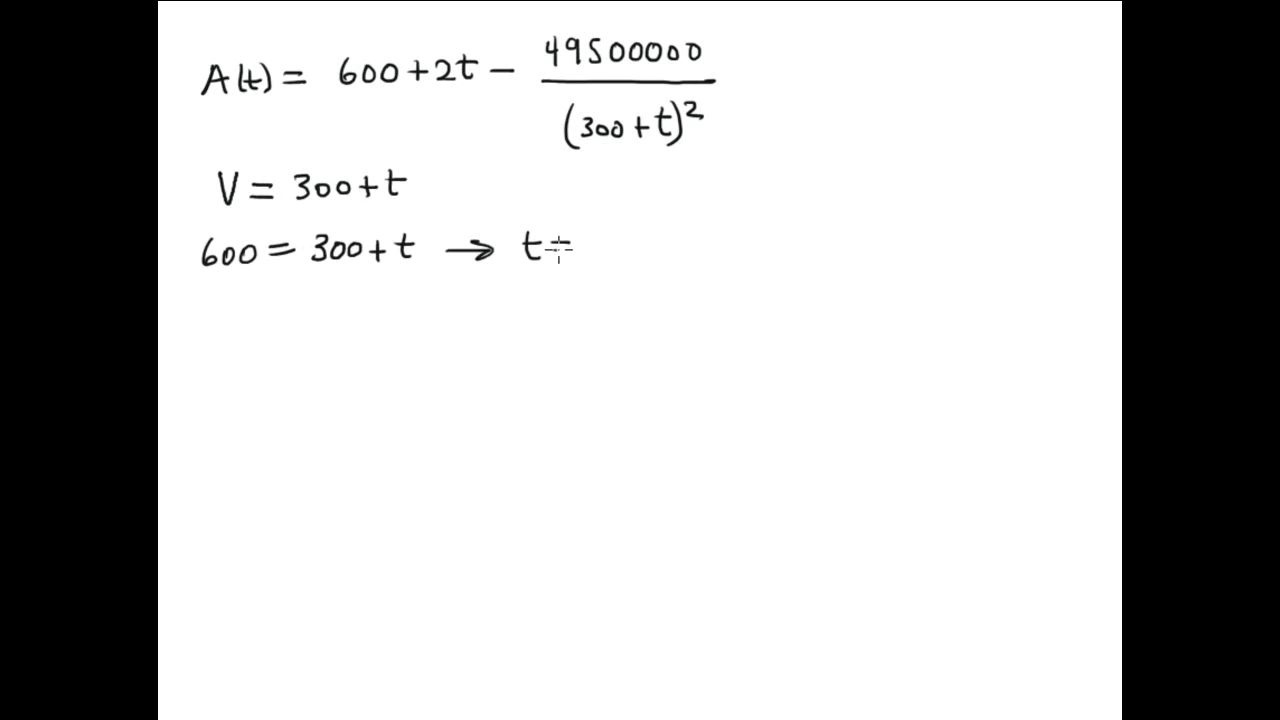 A(t) = 600 + 2t - 49500000 / (300 + t)²
V = 300 + t
600 = 300 + t → t =